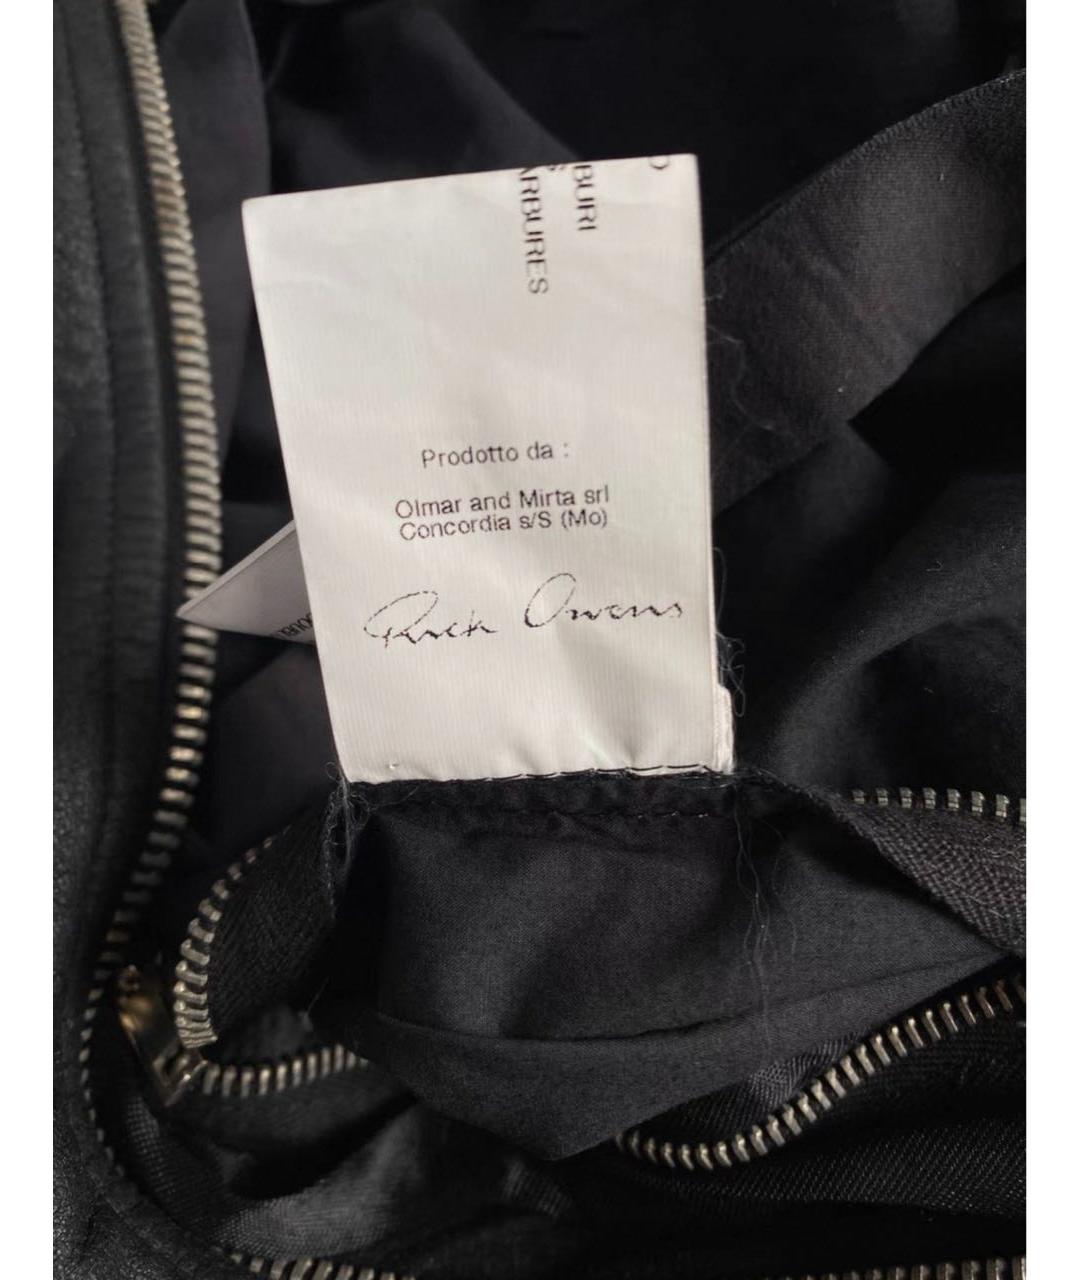 BURI
ARBURES
Prodotto da :
Olmar and Mirta srl
Concordia s/S (Mo)
Rick Owens